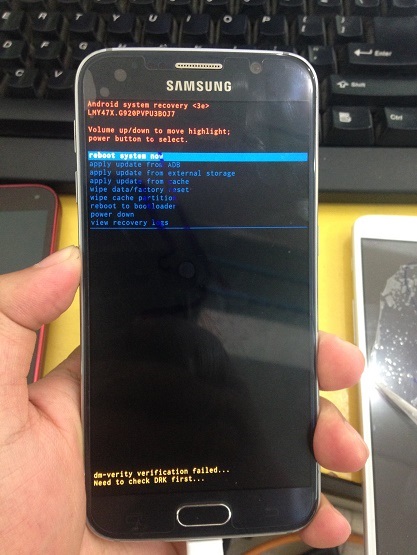 Enter
Shift
Ctrl
SAMSUNG
Android system recovery <3e>
LMY47X.G920PVPU3BOJ7
Volume up/down to move highlight;
power button to select.
reboot system now
apply update from ADB
apply update from external storage
apply update from cache
wipe data/factory reset
wipe cache partition
reboot to bootloader
power down
view recovery logs
dm-verity verification failed...
Need to check DRK first...